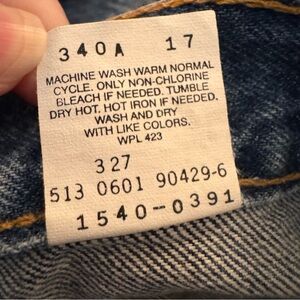 340A 17
MACHINE WASH WARM NORMAL
CYCLE. ONLY NON-CHLORINE
BLEACH IF NEEDED. TUMBLE
DRY HOT, HOT IRON IF NEEDED.
WASH AND DRY
WITH LIKE COLORS.
WPL 423
327
513 0601 90429-6
1540--0391